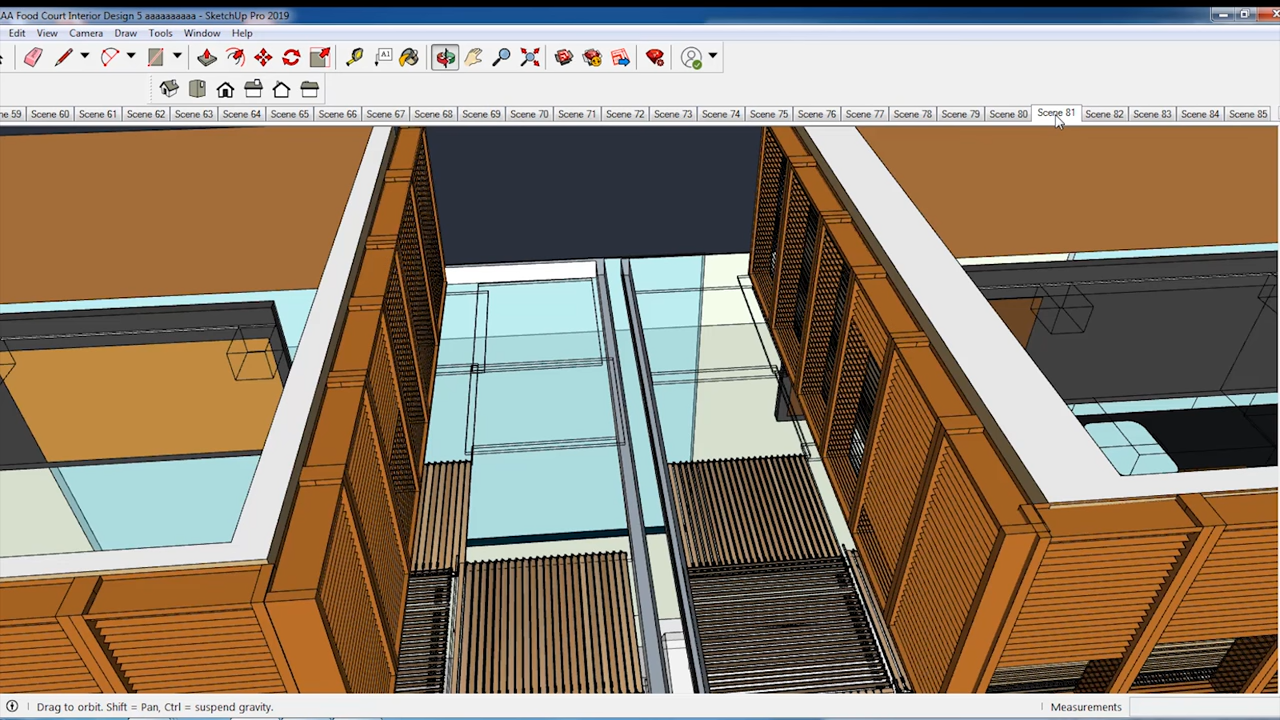 AA Food Court Interior Design 5 aaaaaaaaaa - SketchUp Pro 2019
Edit View Camera Draw Tools Window Help
A1
ne 59 Scene 60 Scene 61 Scene 62 Scene 63 Scene 64 Scene 65 Scene 66 Scene 67 Scene 68 Scene 69 Scene 70 Scene 71 Scene 72 Scene 73 Scene 74 Scene 75 Scene 76 Scene 77 Scene 78 Scene 79 Scene 80 Scene 81 Scene 82 Scene 83 Scene 84 Scene 85
Drag to orbit. Shift = Pan, Ctrl = suspend gravity. Measurements